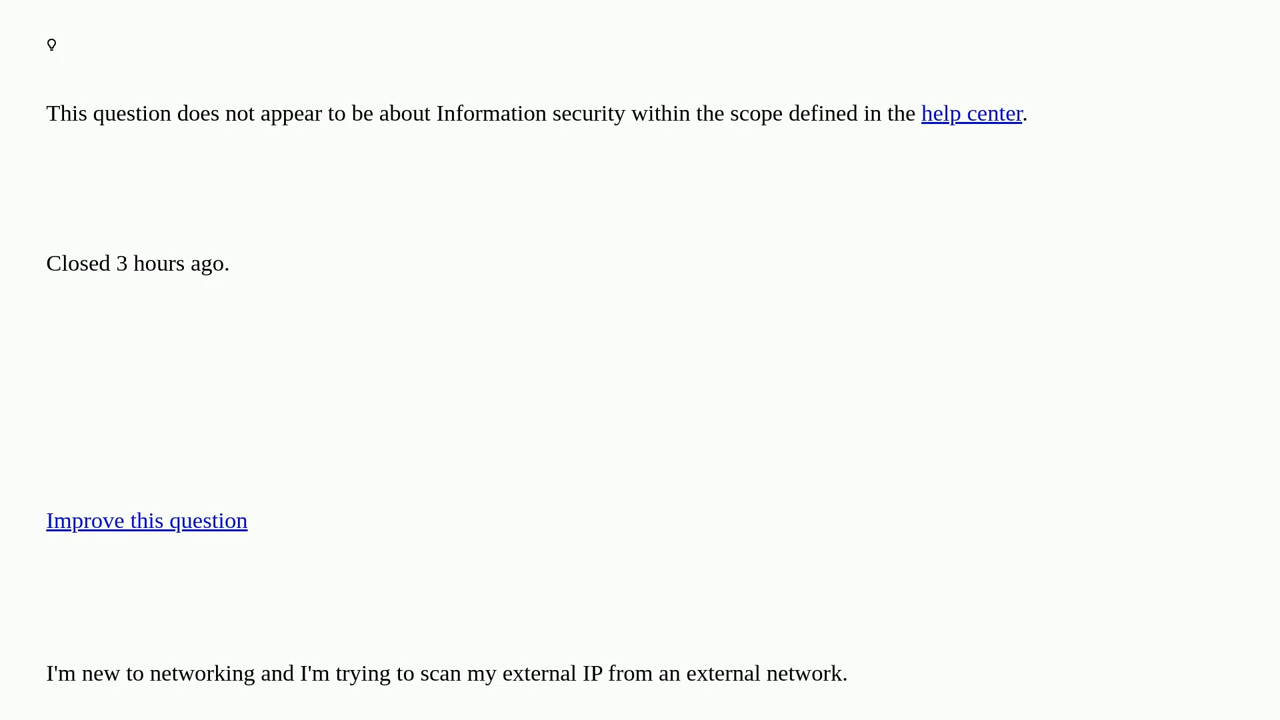 This question does not appear to be about Information security within the scope defined in the help center.
Closed 3 hours ago.
Improve this question
I'm new to networking and I'm trying to scan my external IP from an external network.